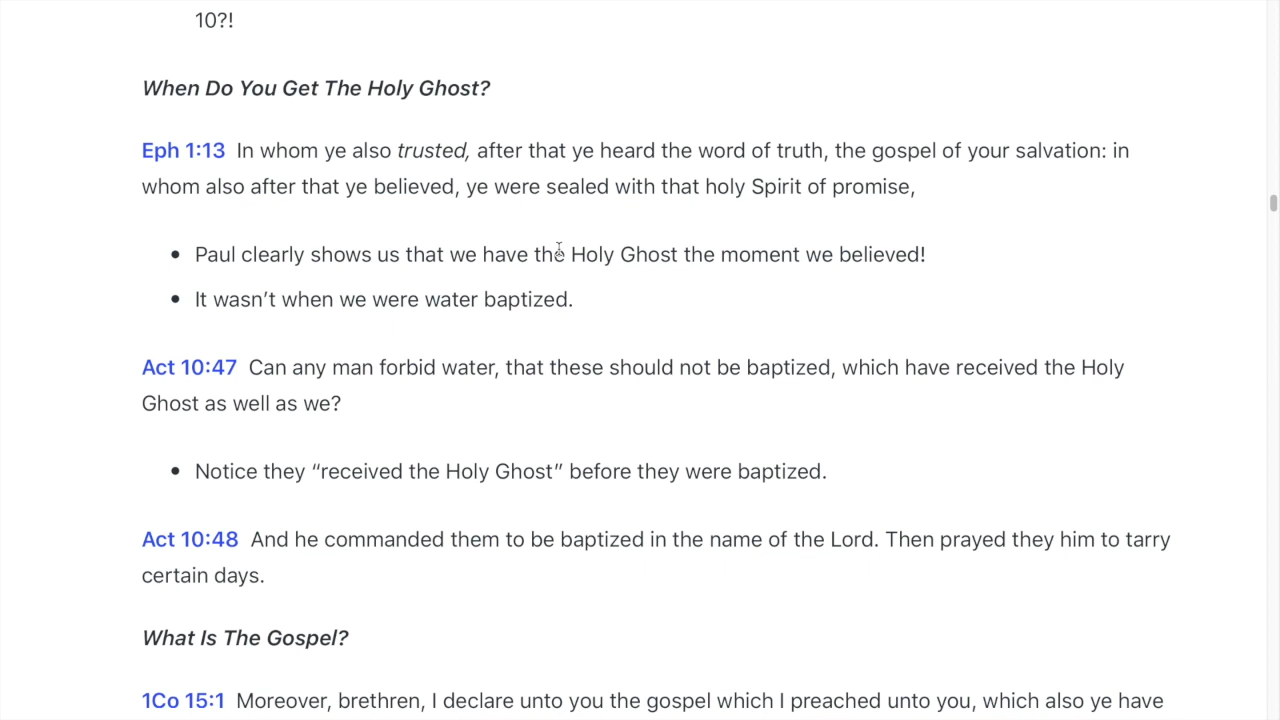 10?!
When Do You Get The Holy Ghost?
Eph 1:13 In whom ye also trusted, after that ye heard the word of truth, the gospel of your salvation: in
whom also after that ye believed, ye were sealed with that holy Spirit of promise,
• Paul clearly shows us that we have the Holy Ghost the moment we believed!
• It wasn’t when we were water baptized.
Act 10:47 Can any man forbid water, that these should not be baptized, which have received the Holy
Ghost as well as we?
• Notice they “received the Holy Ghost” before they were baptized.
Act 10:48 And he commanded them to be baptized in the name of the Lord. Then prayed they him to tarry
certain days.
What Is The Gospel?
1Co 15:1 Moreover, brethren, I declare unto you the gospel which I preached unto you, which also ye have